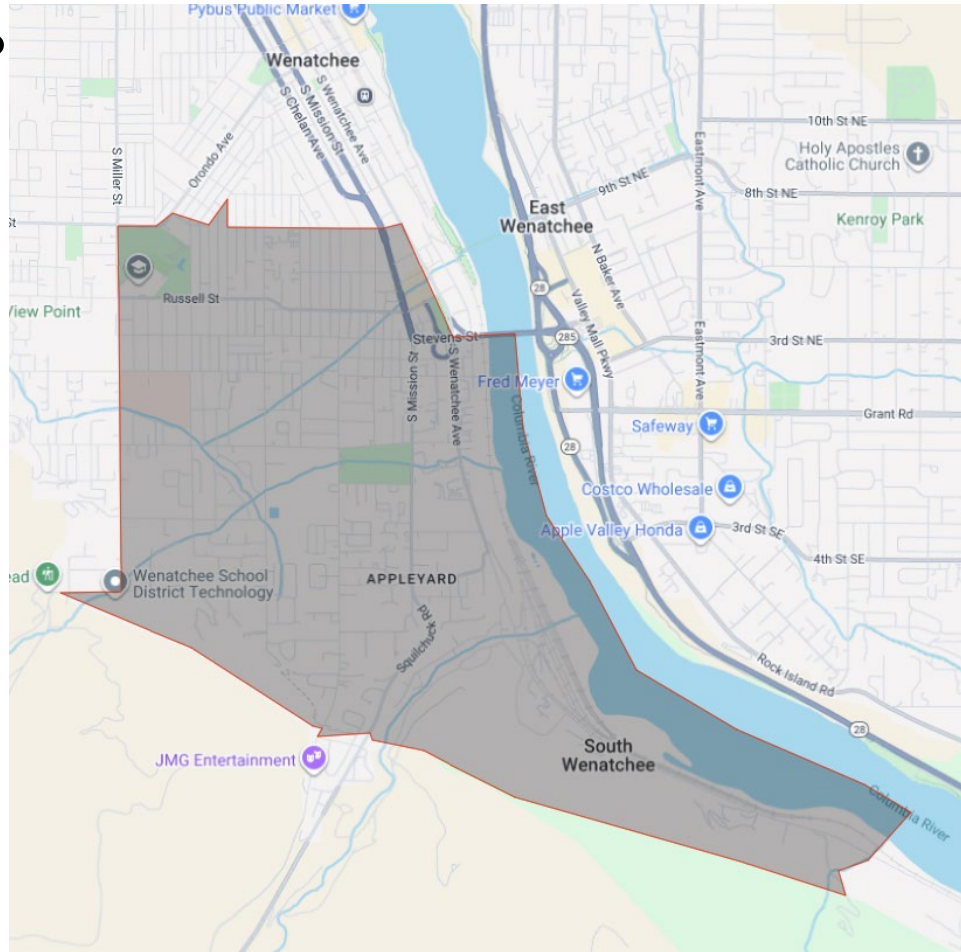 Pybus Public Market
Wenatchee
S Wenatchee Ave
S Mission St
S Chelan Ave
10th St NE
Holy Apostles
Catholic Church
S Miller St
Orondo Ave
Eastmont Ave
9th St NE
8th St NE
East
Wenatchee
Kenroy Park
St
N Baker Ave
28
Russell St
View Point
Valley Mall Pkwy
Stevens St
285
3rd St NE
Eastmont Ave
S Mission St
S Wenatchee Ave
Fred Meyer
Columbia River
Grant Rd
Safeway
28
Costco Wholesale
Apple Valley Honda
3rd St SE
4th St SE
ead
Wenatchee School
District Technology
APPLEYARD
Squilchuck Rd
Rock Island Rd
28
South
Wenatchee
JMG Entertainment
Columbia River